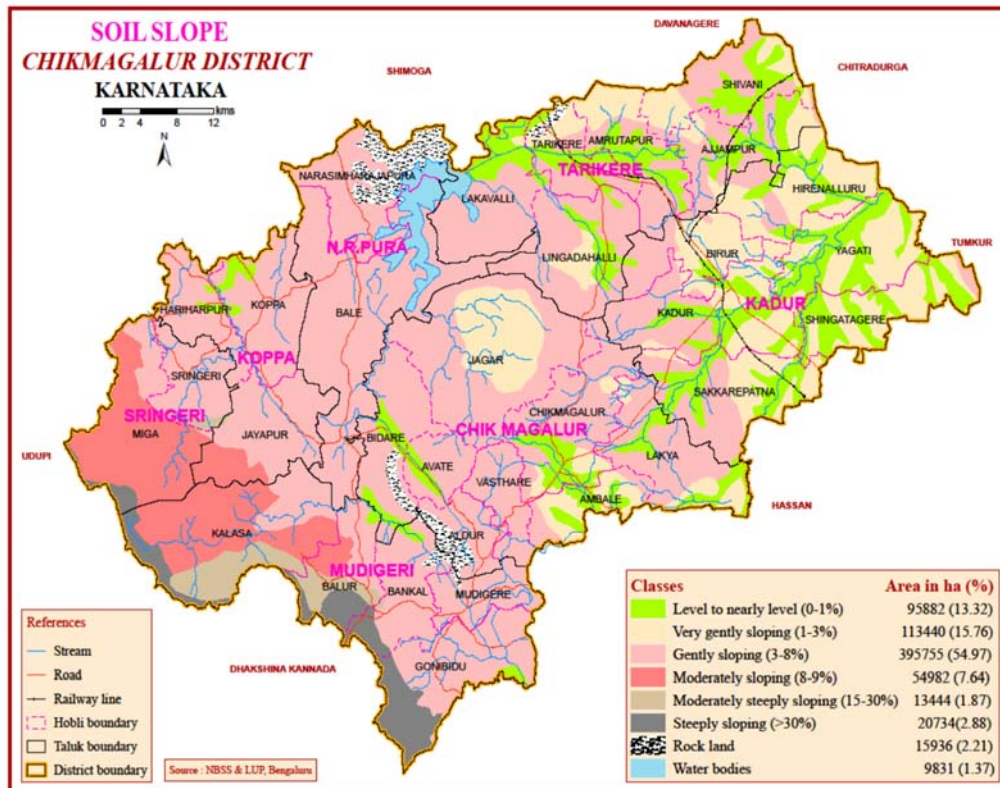 SOIL SLOPE
CHIKMAGALUR DISTRICT
KARNATAKA
0 2 4 6 8 12 kms
N
DAVANAGERE
SHIMOGA
CHITRADURGA
TUMKUR
HASSAN
DHAKSHINA KANNADA
UDUPI
SHIVANI
TARIKERE
AMRUTAPUR
AJJAMPUR
TARIKERE
NARASIMHARAJAPURA
LAKAVALLI
HIRENALLURU
N.R.PURA
LINGADAHALLI
BIRUR
YAGATI
HARIHARPUR
KOPPA
BALE
KADUR
KADUR
SHINGATAGERE
KOPPA
JAGAR
SRINGERI
SAKKAREPATNA
SRINGERI
CHIKMAGALUR
MIGA
JAYAPUR
BIDARE
CHIK MAGALUR
LAKYA
AVATE
VASTHARE
AMBALE
KALASA
ALDUR
MUDIGERI
BALUR
BANKAL
MUDIGERE
GONIBIDU
References
Stream
Road
Railway line
Hobli boundary
Taluk boundary
District boundary
Source : NBSS & LUP, Bengaluru
Classes Area in ha (%)
Level to nearly level (0-1%) 95882 (13.32)
Very gently sloping (1-3%) 113440 (15.76)
Gently sloping (3-8%) 395755 (54.97)
Moderately sloping (8-9%) 54982 (7.64)
Moderately steeply sloping (15-30%) 13444 (1.87)
Steeply sloping (>30%) 20734(2.88)
Rock land 15936 (2.21)
Water bodies 9831 (1.37)